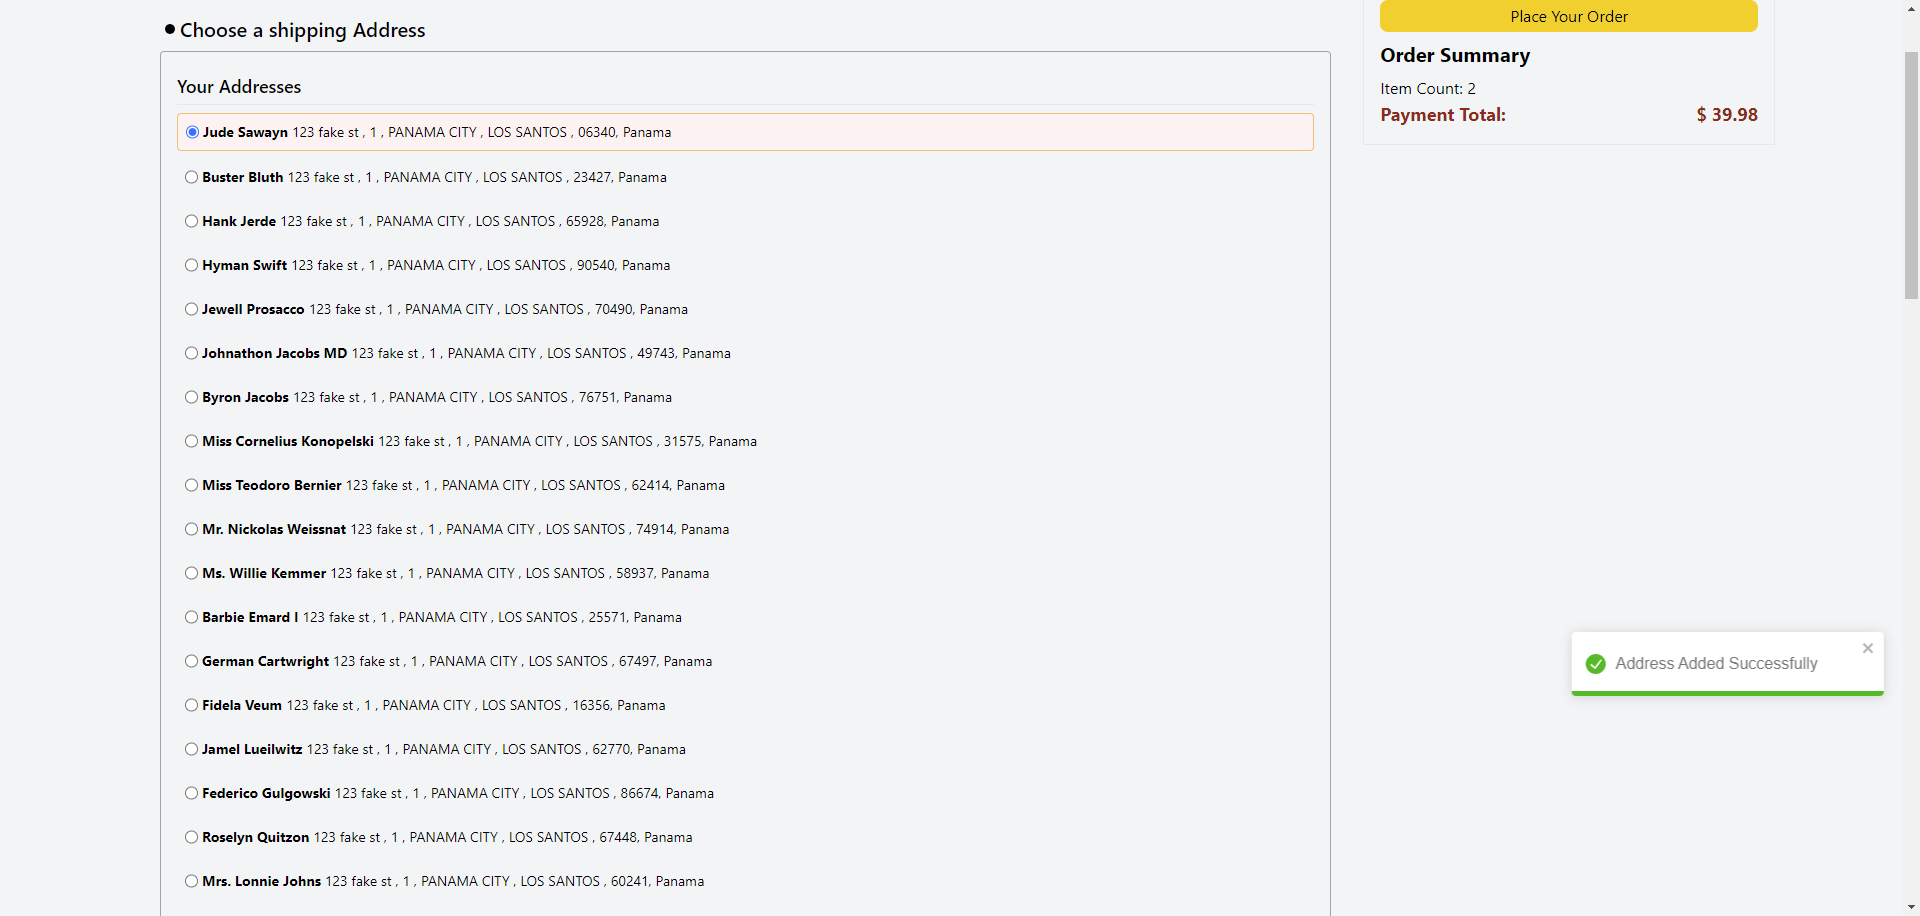 Choose a shipping Address
Your Addresses
Jude Sawayn 123 fake st , 1 , PANAMA CITY , LOS SANTOS , 06340, Panama
Buster Bluth 123 fake st , 1 , PANAMA CITY , LOS SANTOS , 23427, Panama
Hank Jerde 123 fake st , 1 , PANAMA CITY , LOS SANTOS , 65928, Panama
Hyman Swift 123 fake st , 1 , PANAMA CITY , LOS SANTOS , 90540, Panama
Jewell Prosacco 123 fake st , 1 , PANAMA CITY , LOS SANTOS , 70490, Panama
Johnathon Jacobs MD 123 fake st , 1 , PANAMA CITY , LOS SANTOS , 49743, Panama
Byron Jacobs 123 fake st , 1 , PANAMA CITY , LOS SANTOS , 76751, Panama
Miss Cornelius Konopelski 123 fake st , 1 , PANAMA CITY , LOS SANTOS , 31575, Panama
Miss Teodoro Bernier 123 fake st , 1 , PANAMA CITY , LOS SANTOS , 62414, Panama
Mr. Nickolas Weissnat 123 fake st , 1 , PANAMA CITY , LOS SANTOS , 74914, Panama
Ms. Willie Kemmer 123 fake st , 1 , PANAMA CITY , LOS SANTOS , 58937, Panama
Barbie Emard I 123 fake st , 1 , PANAMA CITY , LOS SANTOS , 25571, Panama
German Cartwright 123 fake st , 1 , PANAMA CITY , LOS SANTOS , 67497, Panama
Fidela Veum 123 fake st , 1 , PANAMA CITY , LOS SANTOS , 16356, Panama
Jamel Lueilwitz 123 fake st , 1 , PANAMA CITY , LOS SANTOS , 62770, Panama
Federico Gulgowski 123 fake st , 1 , PANAMA CITY , LOS SANTOS , 86674, Panama
Roselyn Quitzon 123 fake st , 1 , PANAMA CITY , LOS SANTOS , 67448, Panama
Mrs. Lonnie Johns 123 fake st , 1 , PANAMA CITY , LOS SANTOS , 60241, Panama
Place Your Order
Order Summary
Item Count: 2
Payment Total: $ 39.98
Address Added Successfully